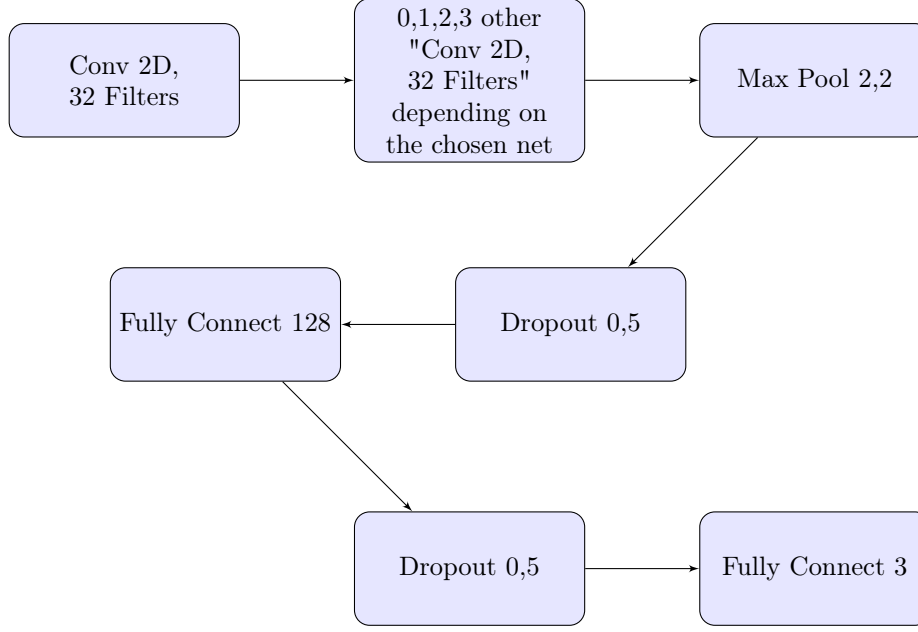 Conv 2D,
32 Filters
0,1,2,3 other
"Conv 2D,
32 Filters"
depending on
the chosen net
Max Pool 2,2
Dropout 0,5
Fully Connect 128
Dropout 0,5
Fully Connect 3